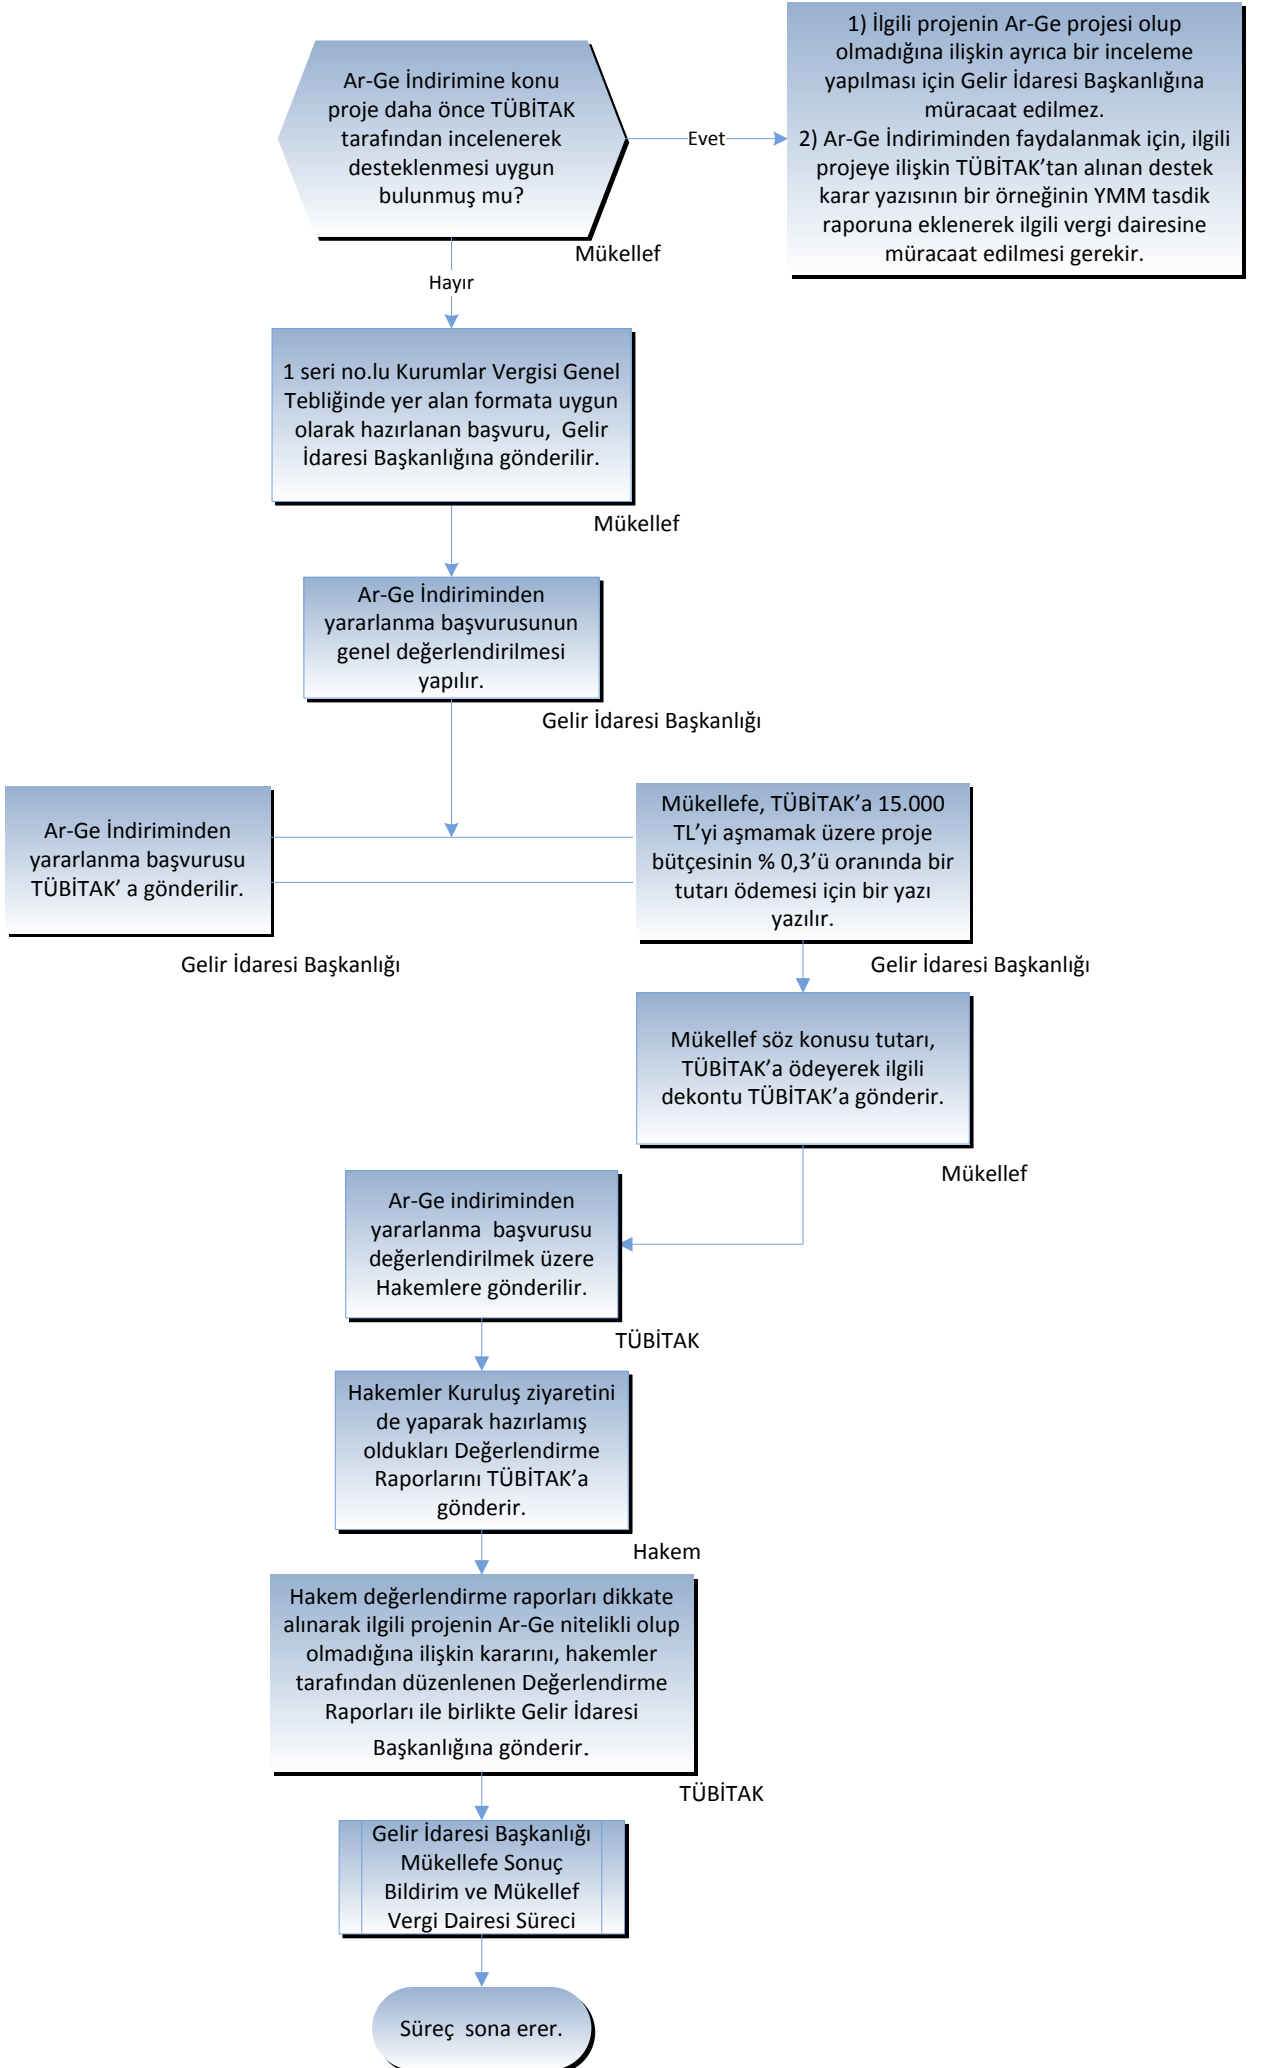 Ar-Ge İndirimine konu
proje daha önce TÜBİTAK
tarafından incelenerek
desteklenmesi uygun
bulunmuş mu?
Mükellef
Evet
1) İlgili projenin Ar-Ge projesi olup
olmadığına ilişkin ayrıca bir inceleme
yapılması için Gelir İdaresi Başkanlığına
müracaat edilmez.
2) Ar-Ge İndiriminden faydalanmak için, ilgili
projeye ilişkin TÜBİTAK’tan alınan destek
karar yazısının bir örneğinin YMM tasdik
raporuna eklenerek ilgili vergi dairesine
müracaat edilmesi gerekir.
Hayır
1 seri no.lu Kurumlar Vergisi Genel
Tebliğinde yer alan formata uygun
olarak hazırlanan başvuru, Gelir
İdaresi Başkanlığına gönderilir.
Mükellef
Ar-Ge İndiriminden
yararlanma başvurusunun
genel değerlendirilmesi
yapılır.
Gelir İdaresi Başkanlığı
Ar-Ge İndiriminden
yararlanma başvurusu
TÜBİTAK’ a gönderilir.
Gelir İdaresi Başkanlığı
Mükellefe, TÜBİTAK’a 15.000
TL’yi aşmamak üzere proje
bütçesinin % 0,3’ü oranında bir
tutarı ödemesi için bir yazı
yazılır.
Gelir İdaresi Başkanlığı
Mükellef söz konusu tutarı,
TÜBİTAK’a ödeyerek ilgili
dekontu TÜBİTAK’a gönderir.
Mükellef
Ar-Ge indiriminden
yararlanma başvurusu
değerlendirilmek üzere
Hakemlere gönderilir.
TÜBİTAK
Hakemler Kuruluş ziyaretini
de yaparak hazırlamış
oldukları Değerlendirme
Raporlarını TÜBİTAK’a
gönderir.
Hakem
Hakem değerlendirme raporları dikkate
alınarak ilgili projenin Ar-Ge nitelikli olup
olmadığına ilişkin kararını, hakemler
tarafından düzenlenen Değerlendirme
Raporları ile birlikte Gelir İdaresi
Başkanlığına gönderir.
TÜBİTAK
Gelir İdaresi Başkanlığı
Mükellefe Sonuç
Bildirim ve Mükellef
Vergi Dairesi Süreci
Süreç sona erer.